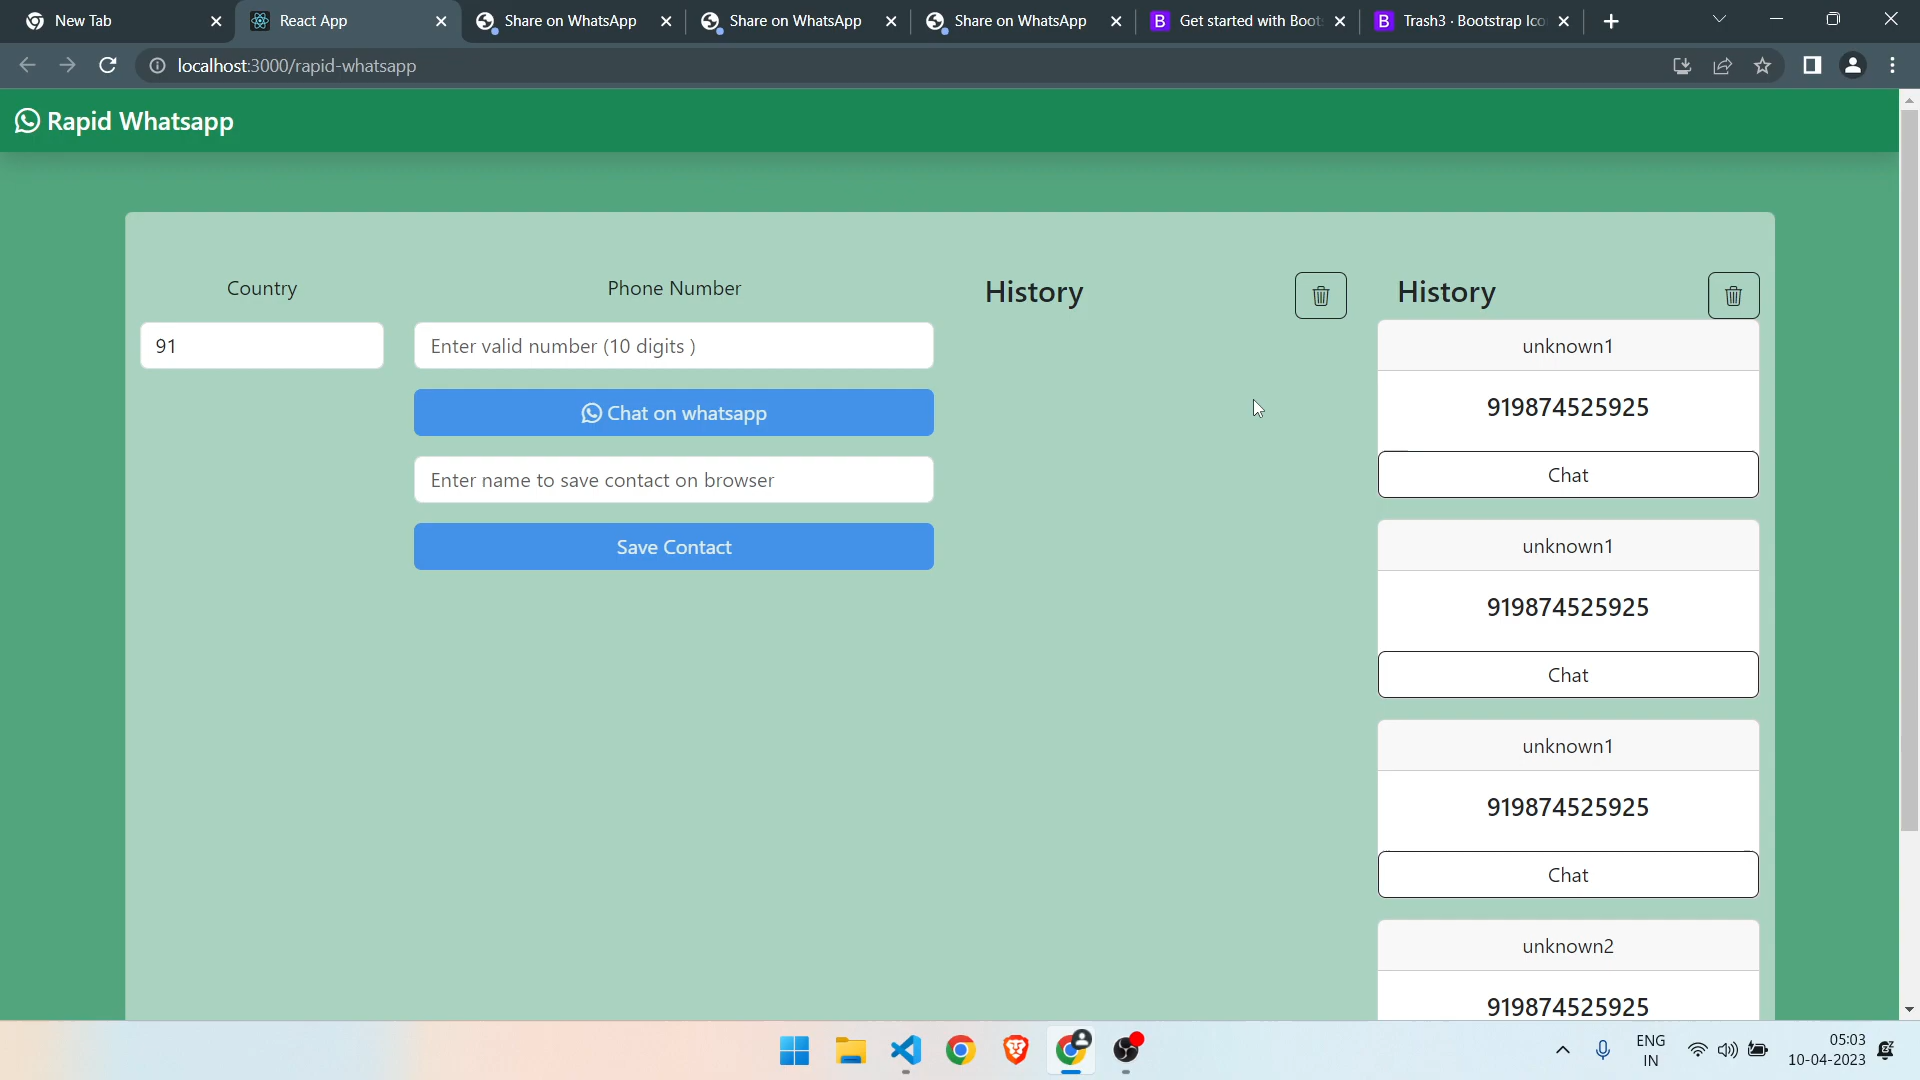 New Tab
React App
Share on WhatsApp
Share on WhatsApp
Share on WhatsApp
Get started with Boot
Trash3 · Bootstrap Ico
localhost:3000/rapid-whatsapp
Rapid Whatsapp
Country
Phone Number
History
History
91
Enter valid number (10 digits )
Chat on whatsapp
Enter name to save contact on browser
Save Contact
unknown1
919874525925
Chat
unknown1
919874525925
Chat
unknown1
919874525925
Chat
unknown2
919874525925
ENG
IN
05:03
10-04-2023